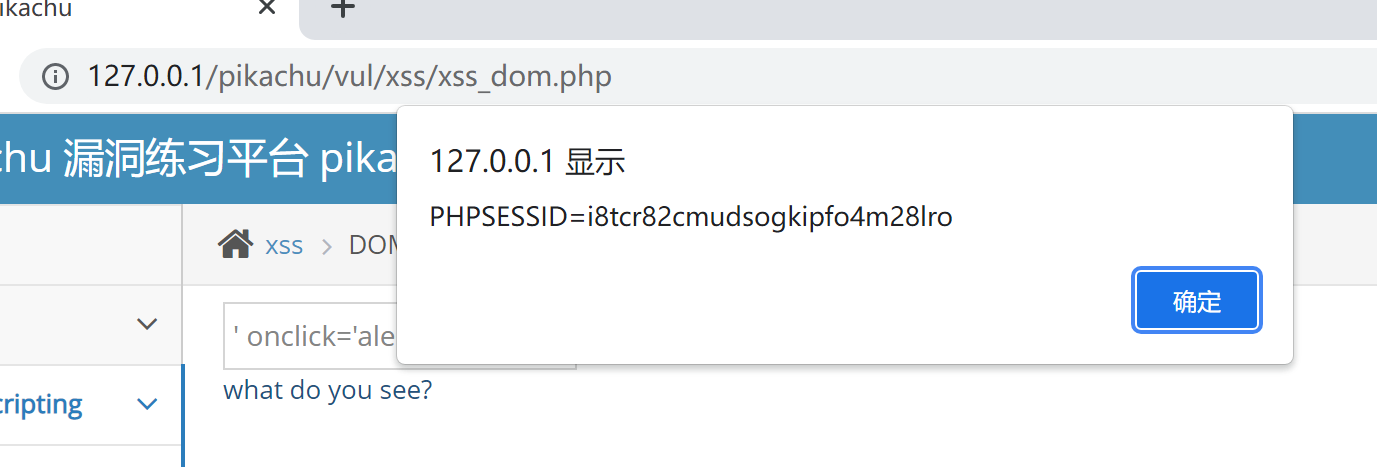 ikachu
127.0.0.1/pikachu/vul/xss/xss_dom.php
chu 漏洞练习平台 pika
127.0.0.1 显示
PHPSESSID=i8tcr82cmudsogkipfo4m28lro
确定
xss > DOM
' onclick='ale
what do you see?
cripting